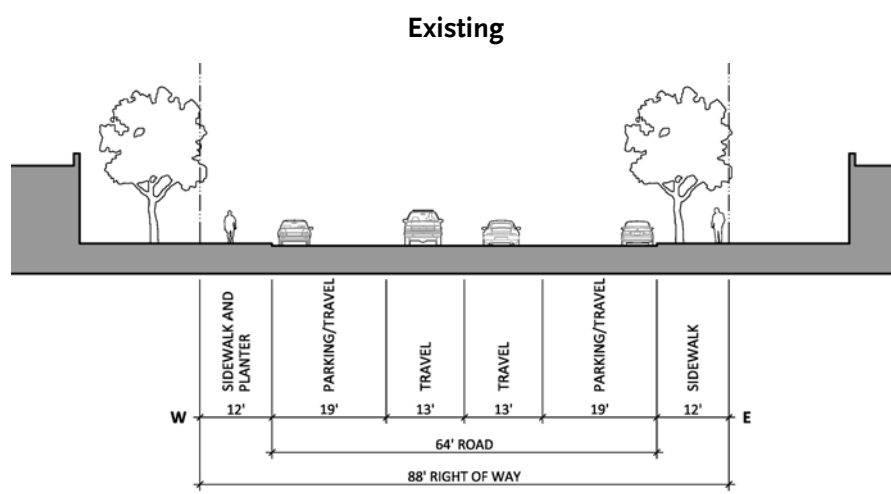 Existing
SIDEWALK AND
PLANTER
PARKING/TRAVEL
TRAVEL
TRAVEL
PARKING/TRAVEL
SIDEWALK
W 12' 19' 13' 13' 19' 12' E
64' ROAD
88' RIGHT OF WAY